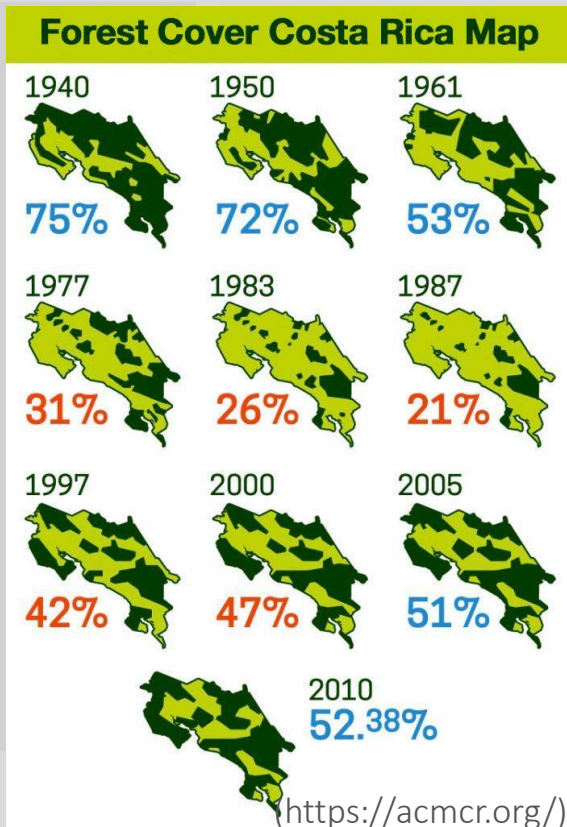 Forest Cover Costa Rica Map
1940 1950 1961
75% 72% 53%
1977 1983 1987
31% 26% 21%
1997 2000 2005
42% 47% 51%
2010
52.38%
(https://acmcr.org/)